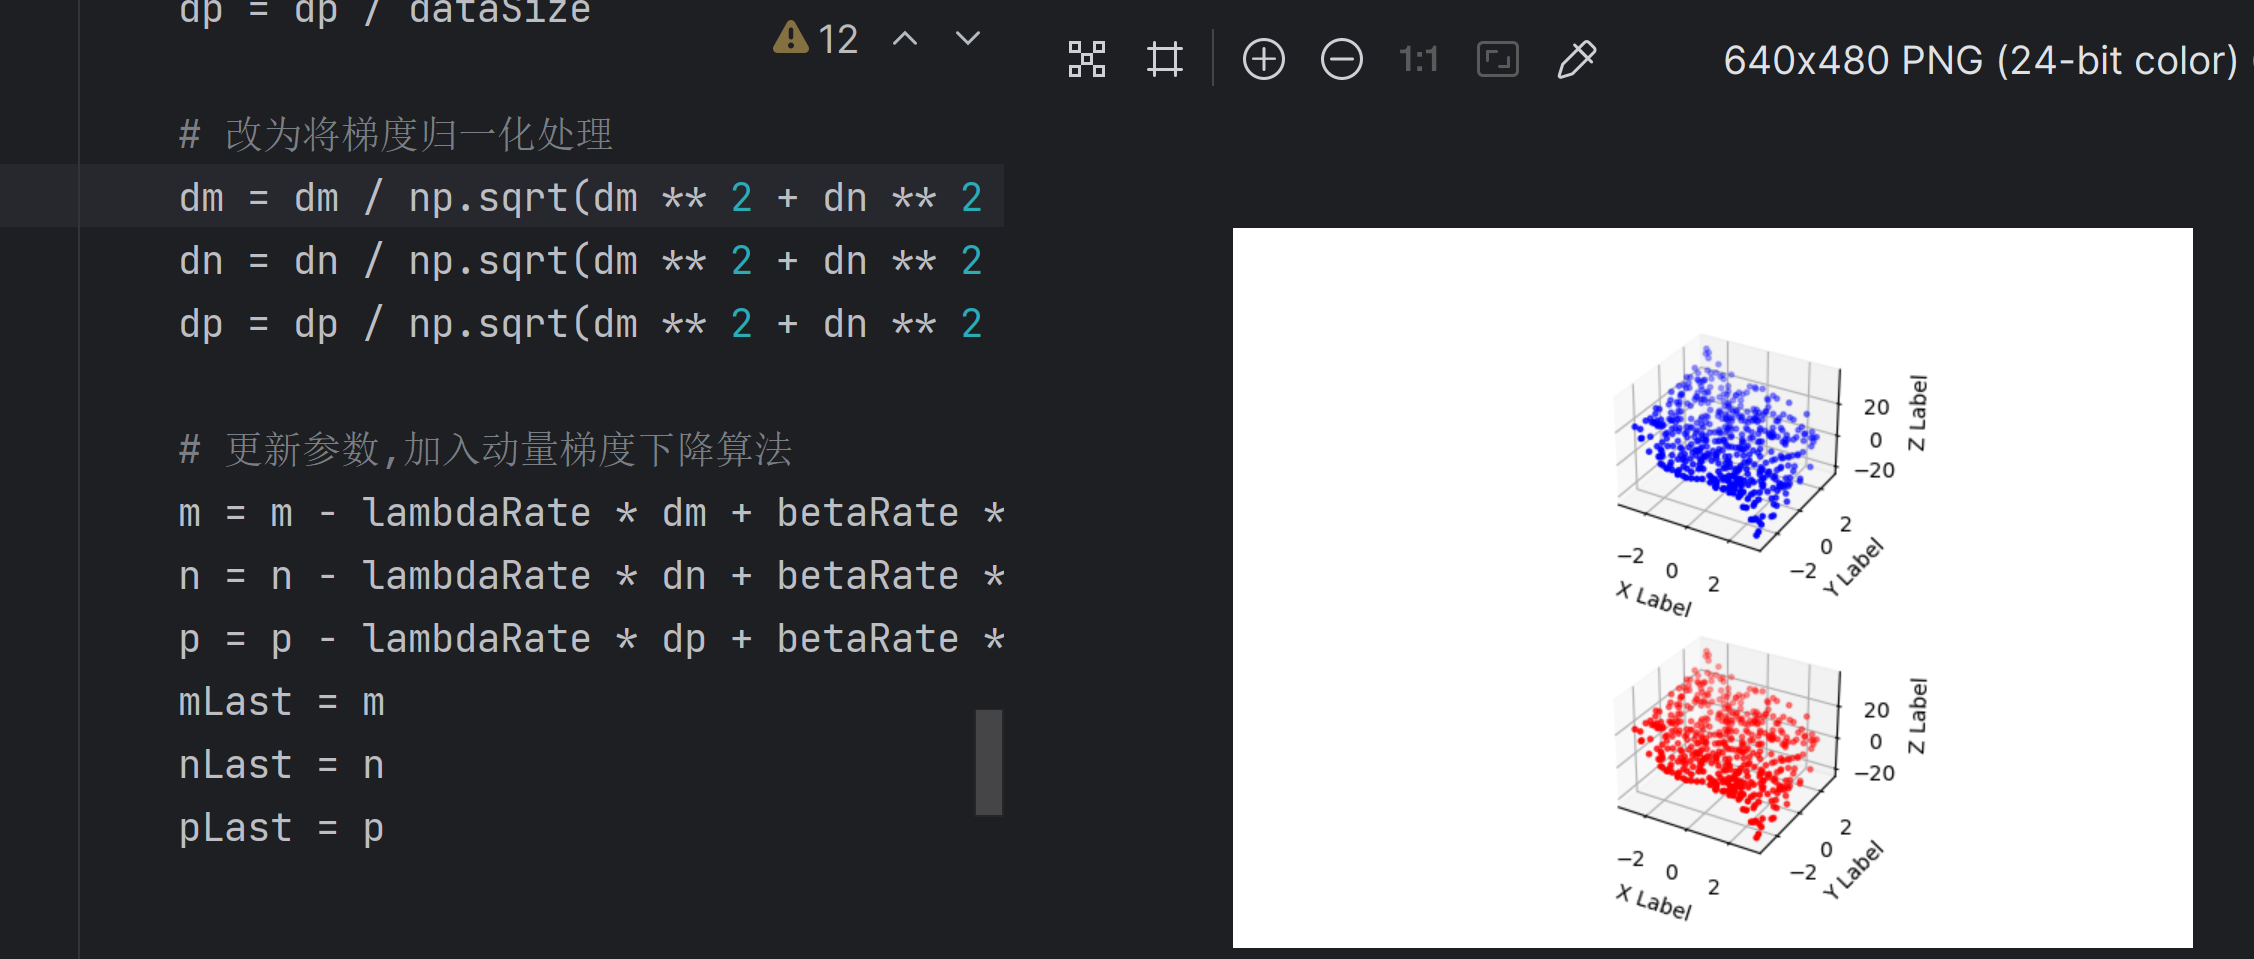 dp = dp / dataSize
12
# 改为将梯度归一化处理
dm = dm / np.sqrt(dm ** 2 + dn ** 2
dn = dn / np.sqrt(dm ** 2 + dn ** 2
dp = dp / np.sqrt(dm ** 2 + dn ** 2
# 更新参数,加入动量梯度下降算法
m = m - lambdaRate * dm + betaRate *
n = n - lambdaRate * dn + betaRate *
p = p - lambdaRate * dp + betaRate *
mLast = m
nLast = n
pLast = p
1:1
640x480 PNG (24-bit color)
20
0
−20
Z Label
2
0
−2
Y Label
−2
0
2
X Label
20
0
−20
Z Label
2
0
−2
Y Label
−2
0
2
X Label